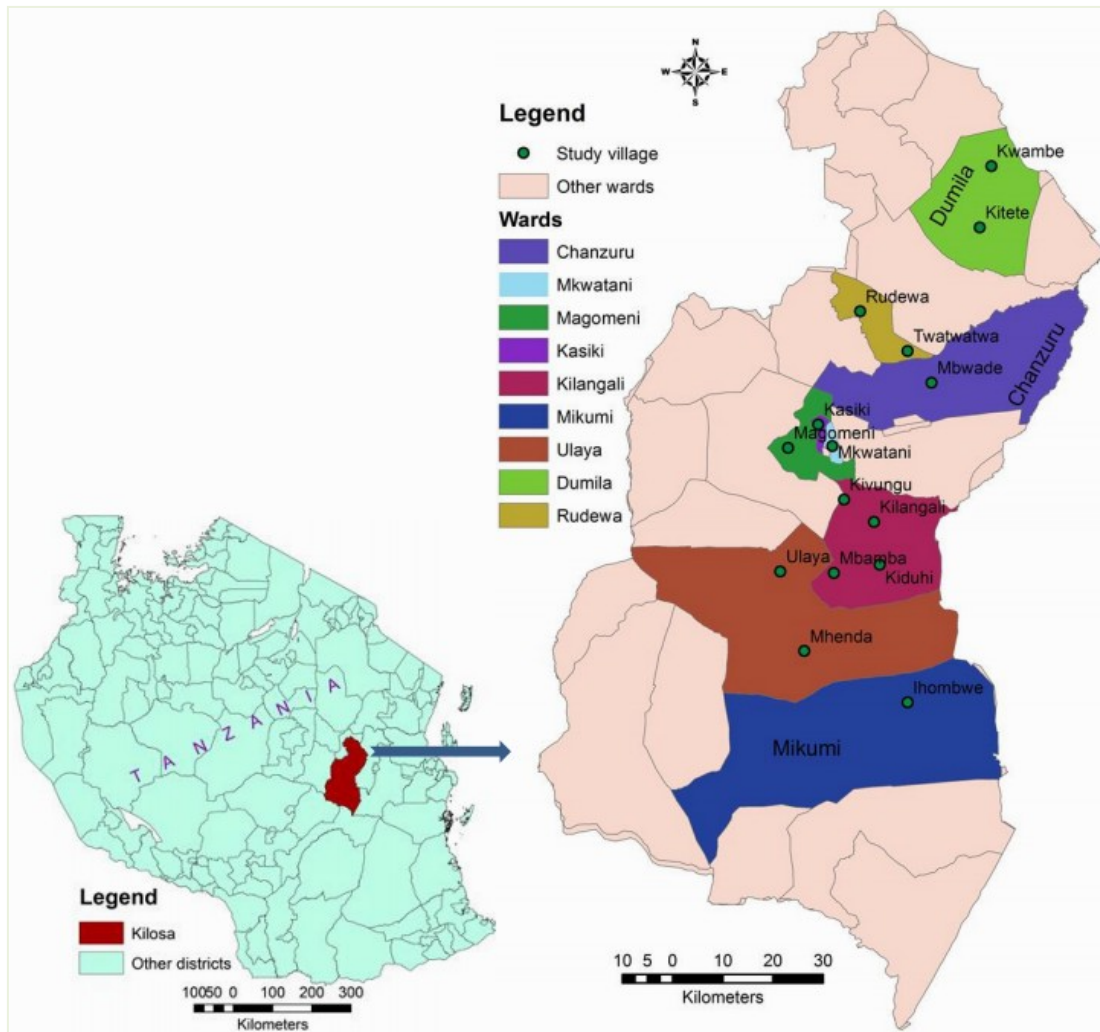 N
W
E
S
Legend
Study village
Other wards
Wards
Chanzuru
Mkwatani
Magomeni
Kasiki
Kilangali
Mikumi
Ulaya
Dumila
Rudewa
Kwambe
Dumila
Kitete
Rudewa
Twatwatwa
Mbwade
Chanzuru
Kasiki
Magomeni
Mkwatani
Kivungu
Kilangali
Ulaya
Mbamba
Kiduhi
Mhenda
Ihombwe
Mikumi
10 5 0 10 20 30
Kilometers
TANZANIA
Legend
Kilosa
Other districts
100 50 0 100 200 300
Kilometers